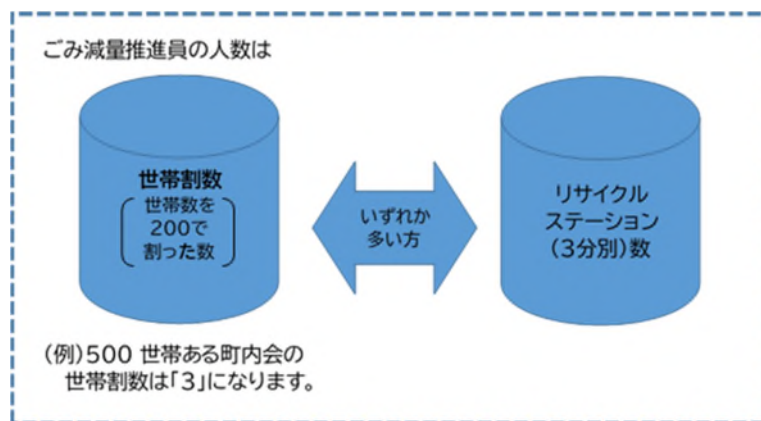 ごみ減量推進員の人数は
世帯割数
世帯数を
200で
割った数
いずれか
多い方
リサイクル
ステーション
(3分別)数
(例)500 世帯ある町内会の
世帯割数は「3」になります。